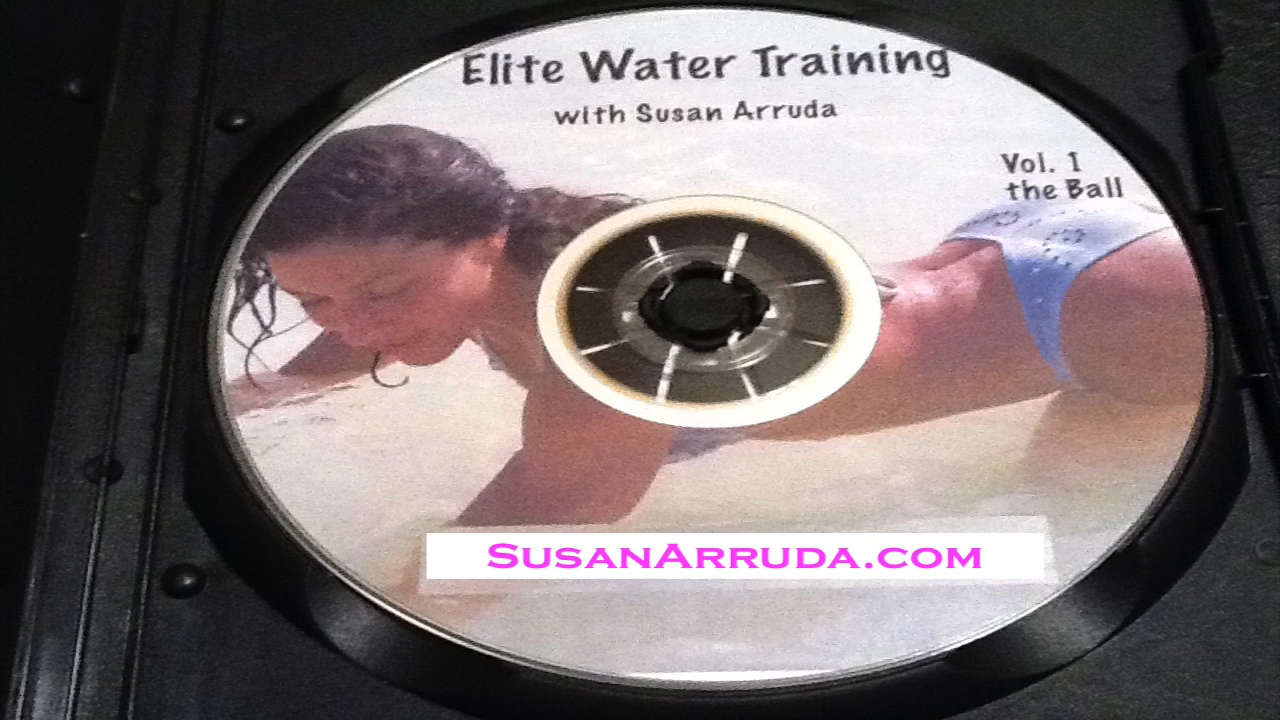 Elite Water Training
with Susan Arruda
Vol. 1
the Ball
SusanArruda.com